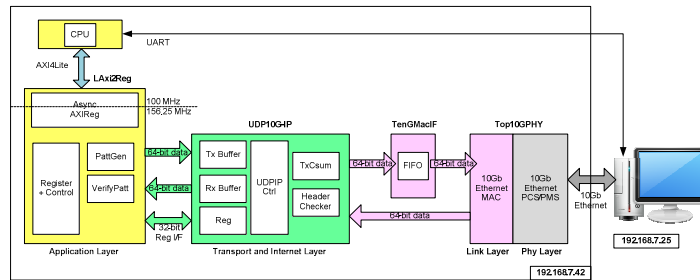 CPU
UART
AXI4Lite
LAxi2Reg
Async
AXIReg
100 MHz
156,25 MHz
Register
+ Control
PattGen
VerifyPatt
Application Layer
64-bit data
64-bit data
32-bit
Reg I/F
UDP10G-IP
Tx Buffer
Rx Buffer
Reg
UDPIP
Ctrl
TxCsum
Header
Checker
Transport and Internet Layer
TenGMacIF
64-bit data
FIFO
64-bit data
64-bit data
Top10GPHY
10Gb
Ethernet
MAC
10Gb
Ethernet
PCS/PMS
Link Layer
Phy Layer
10Gb
Ethernet
192.168.7.25
192.168.7.42